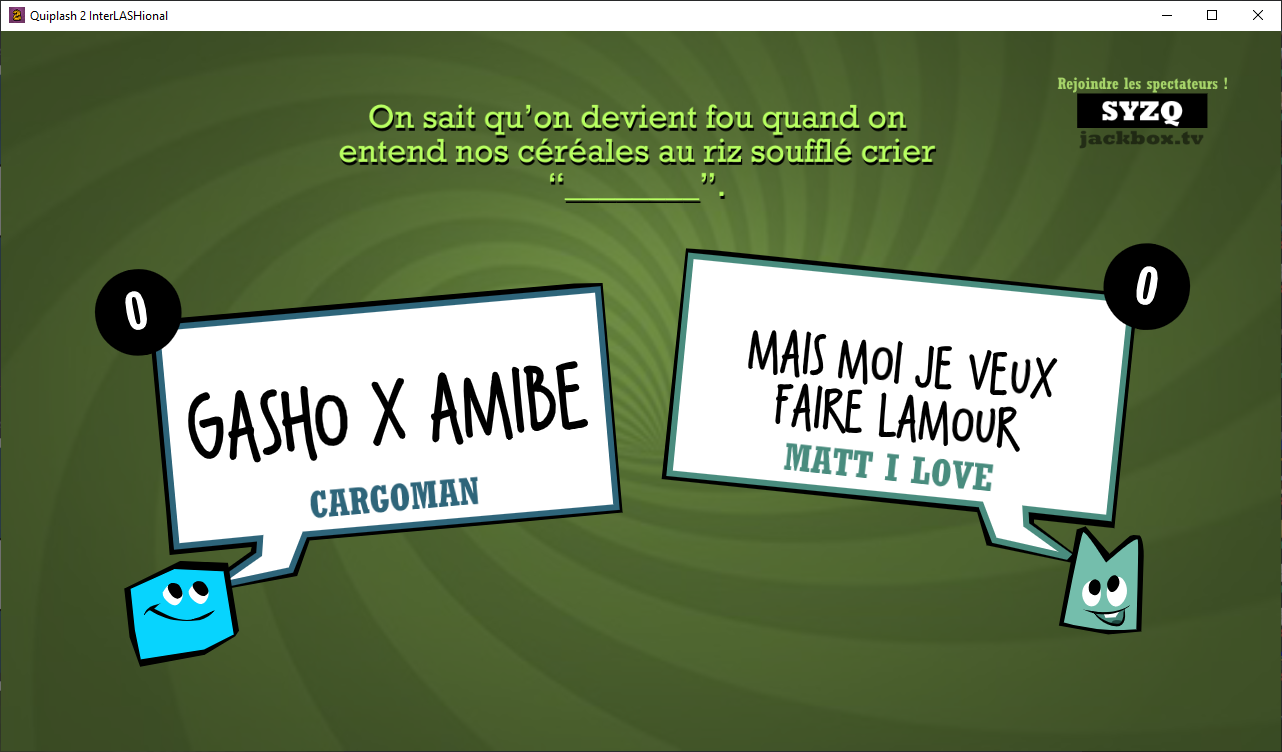 Quiplash 2 InterLASHional
Rejoindre les spectateurs !
SYZQ
jackbox.tv
On sait qu’on devient fou quand on
entend nos céréales au riz soufflé crier
“________”.
0
GASHO X AMIBE
CARGOMAN
0
MAIS MOI JE VEUX
FAIRE LAMOUR
MATT I LOVE